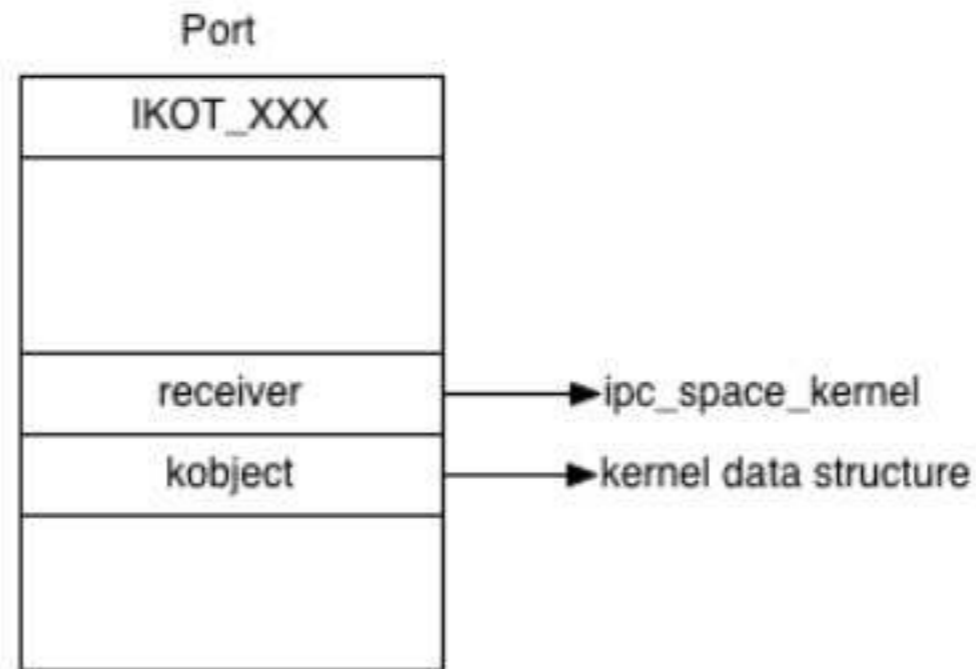 Port
IKOT_XXX
receiver
ipc_space_kernel
kobject
kernel data structure